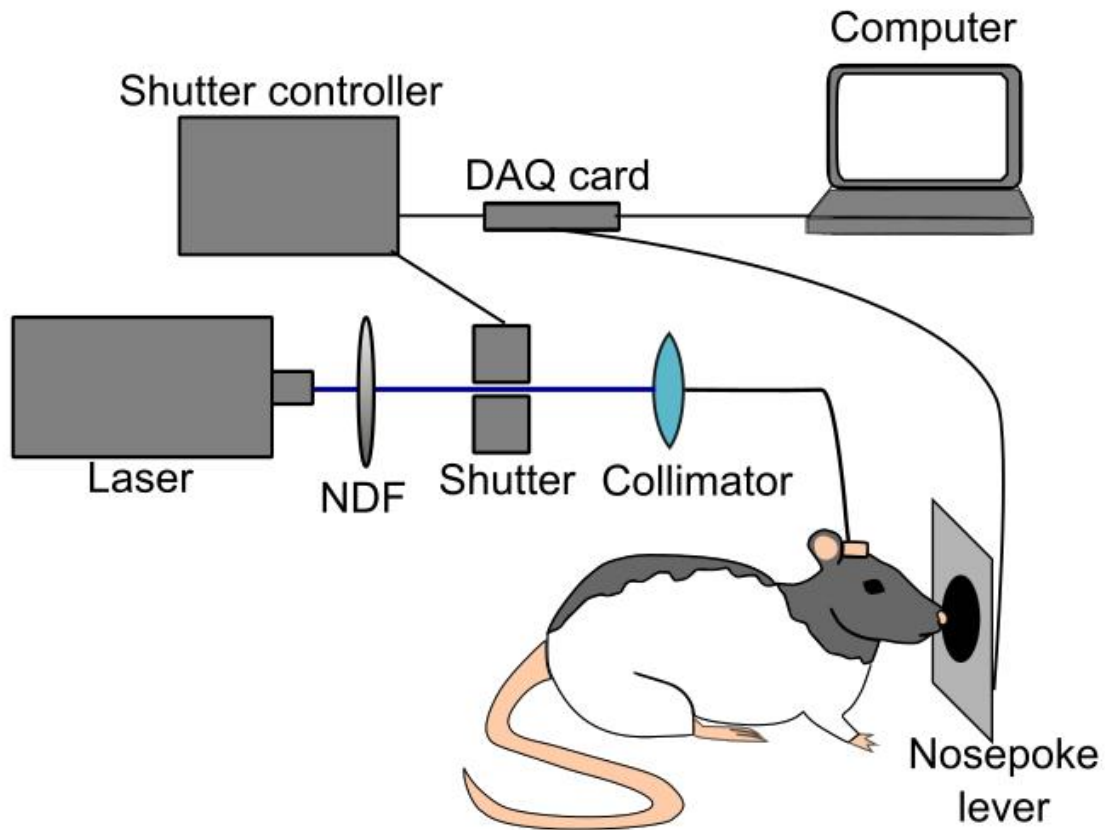 Computer
Shutter controller
DAQ card
Laser
NDF
Shutter
Collimator
Nosepoke
lever